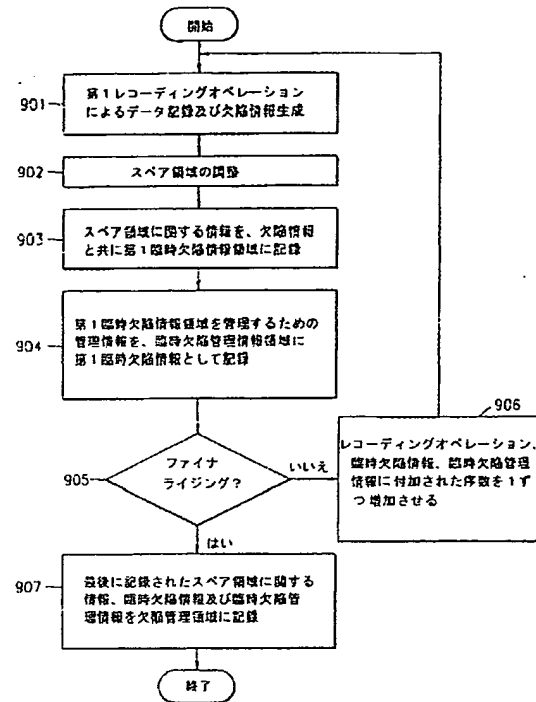 開始
901
第1レコーディングオペレーション
によるデータ記録及び欠陥情報生成
902
スペア領域の調整
903
スペア領域に関する情報を、欠陥情報
と共に第1臨時欠陥情報領域に記録
904
第1臨時欠陥情報領域を管理するための
管理情報を、臨時欠陥管理情報領域に
第1臨時欠陥情報として記録
905
ファイナ
ライジング？
いいえ
906
レコーディングオペレーション、
臨時欠陥情報、臨時欠陥管理
情報に付加された序数を1ず
つ増加させる
はい
907
最後に記録されたスペア領域に関する
情報、臨時欠陥情報及び臨時欠陥管
理情報を欠陥管理領域に記録
終了